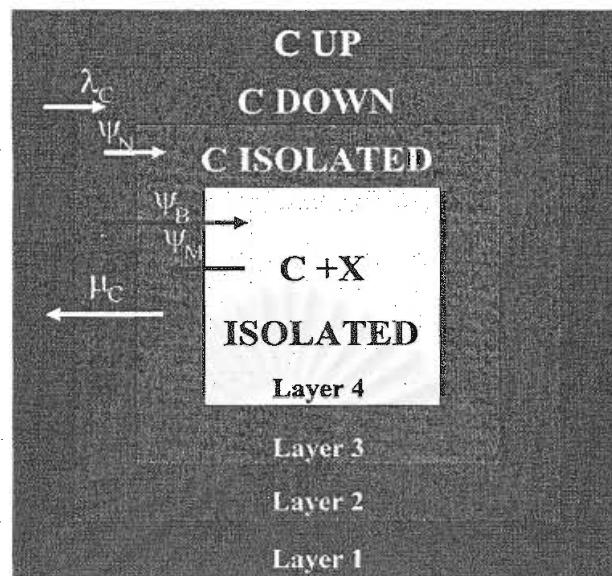 C UP
λC
C DOWN
ΨN
C ISOLATED
ΨB
ΨM
C +X
μC
ISOLATED
Layer 4
Layer 3
Layer 2
Layer 1